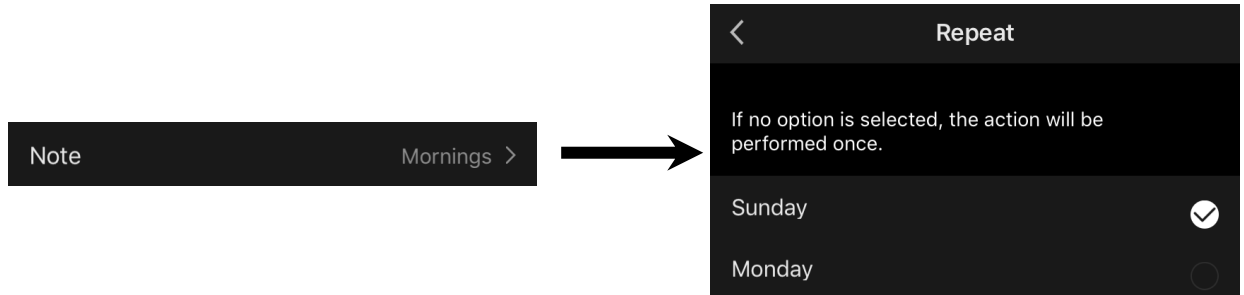 Note
Mornings
Repeat
If no option is selected, the action will be
performed once.
Sunday
Monday